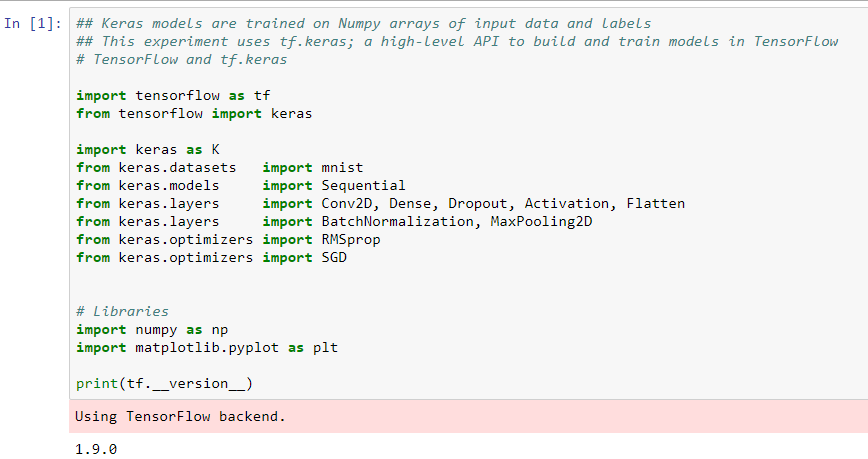 In [1]: ## Keras models are trained on Numpy arrays of input data and labels
## This experiment uses tf.keras; a high-level API to build and train models in TensorFlow
# TensorFlow and tf.keras
import tensorflow as tf
from tensorflow import keras
import keras as K
from keras.datasets   import mnist
from keras.models     import Sequential
from keras.layers     import Conv2D, Dense, Dropout, Activation, Flatten
from keras.layers     import BatchNormalization, MaxPooling2D
from keras.optimizers import RMSprop
from keras.optimizers import SGD
# Libraries
import numpy as np
import matplotlib.pyplot as plt
print(tf.__version__)
Using TensorFlow backend.
1.9.0